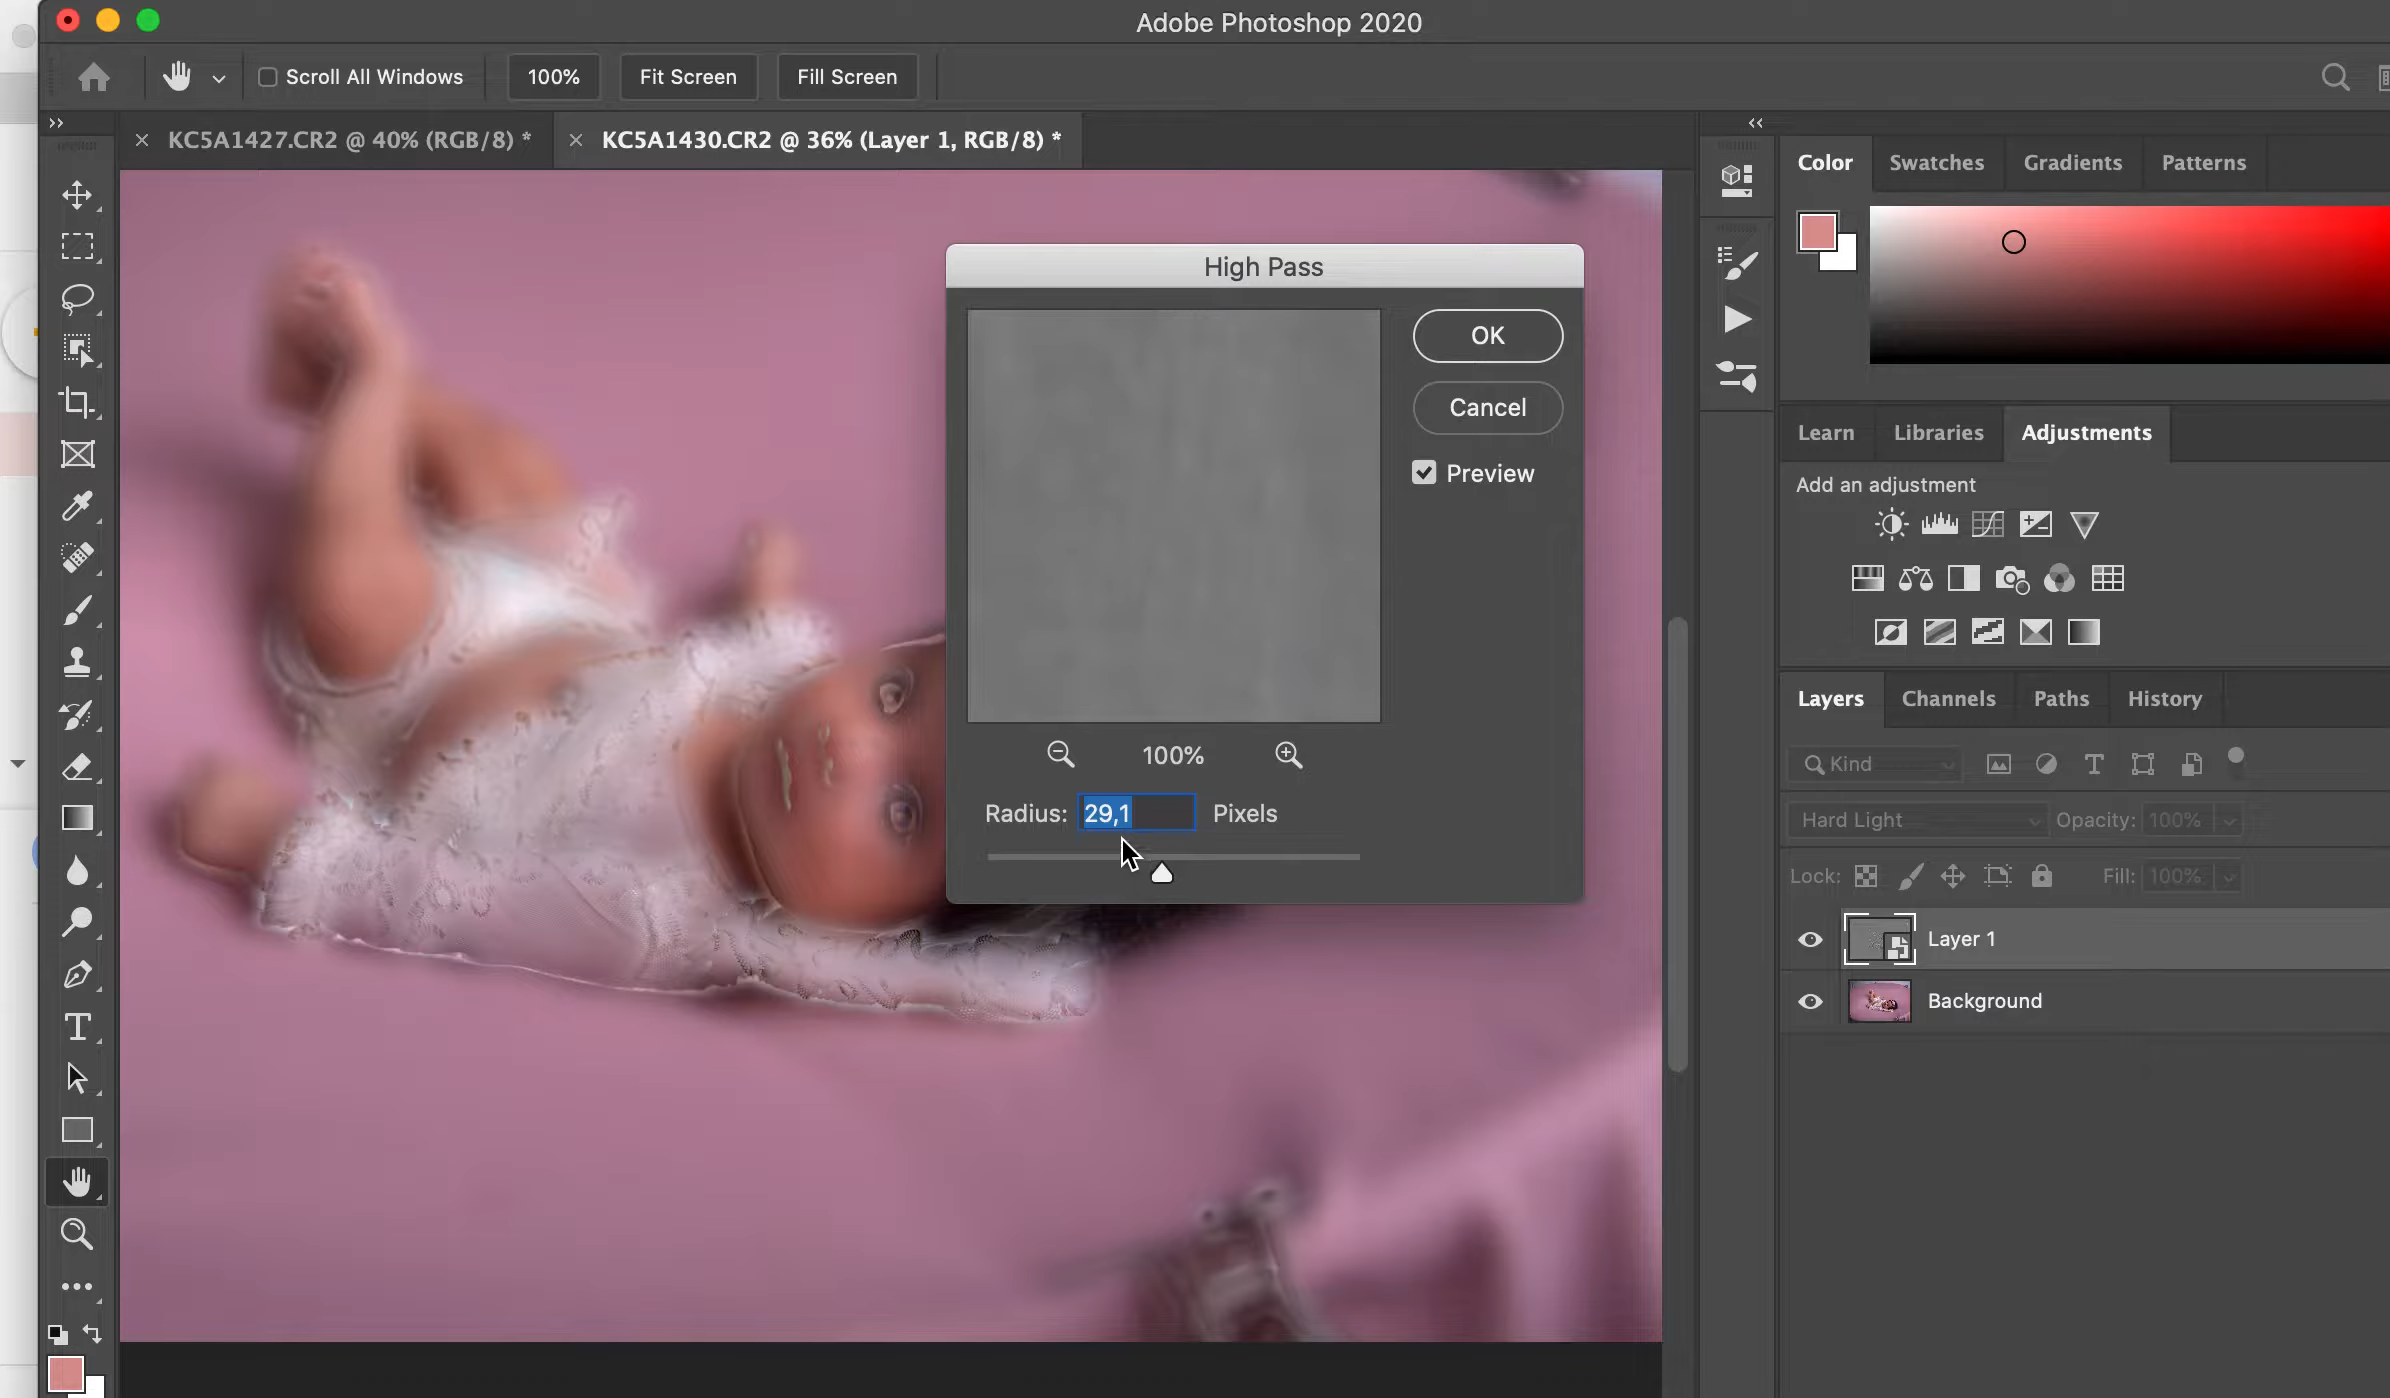 Adobe Photoshop 2020
Scroll All Windows 100% Fit Screen Fill Screen
KC5A1427.CR2 @ 40% (RGB/8) *
KC5A1430.CR2 @ 36% (Layer 1, RGB/8) *
Color Swatches Gradients Patterns
High Pass
OK
Cancel
Preview
100%
Radius: 29,1 Pixels
Learn Libraries Adjustments
Add an adjustment
Layers Channels Paths History
Kind
Hard Light Opacity: 100%
Lock: Fill: 100%
Layer 1
Background